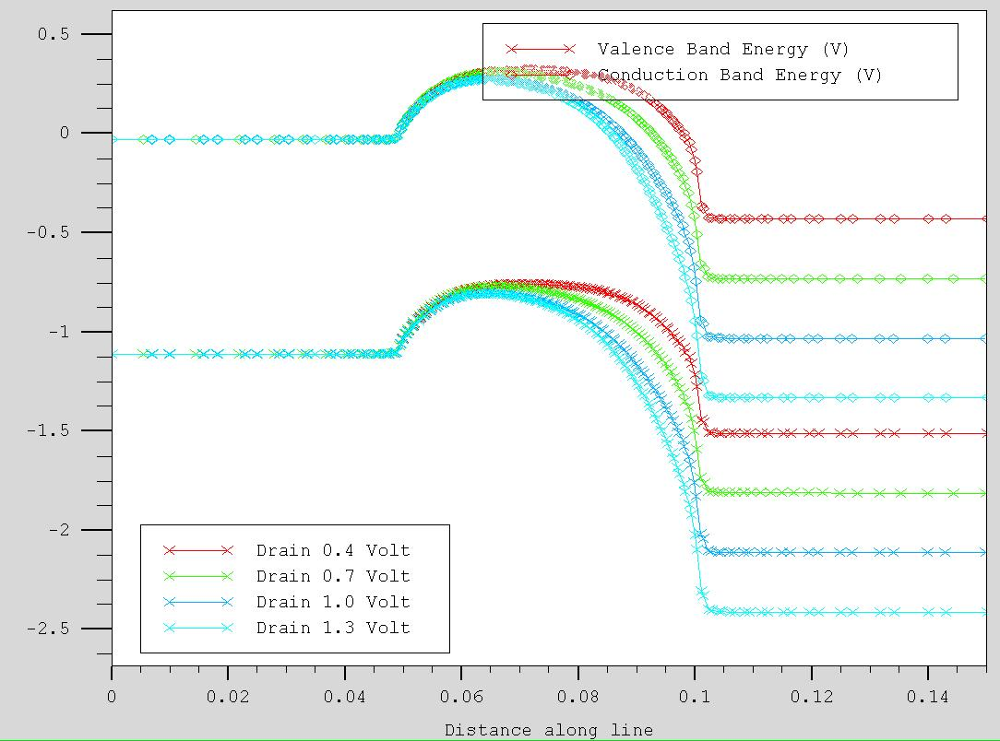 0.5
0
-0.5
-1
-1.5
-2
-2.5
Valence Band Energy (V)
Conduction Band Energy (V)
Drain 0.4 Volt
Drain 0.7 Volt
Drain 1.0 Volt
Drain 1.3 Volt
0 0.02 0.04 0.06 0.08 0.1 0.12 0.14
Distance along line